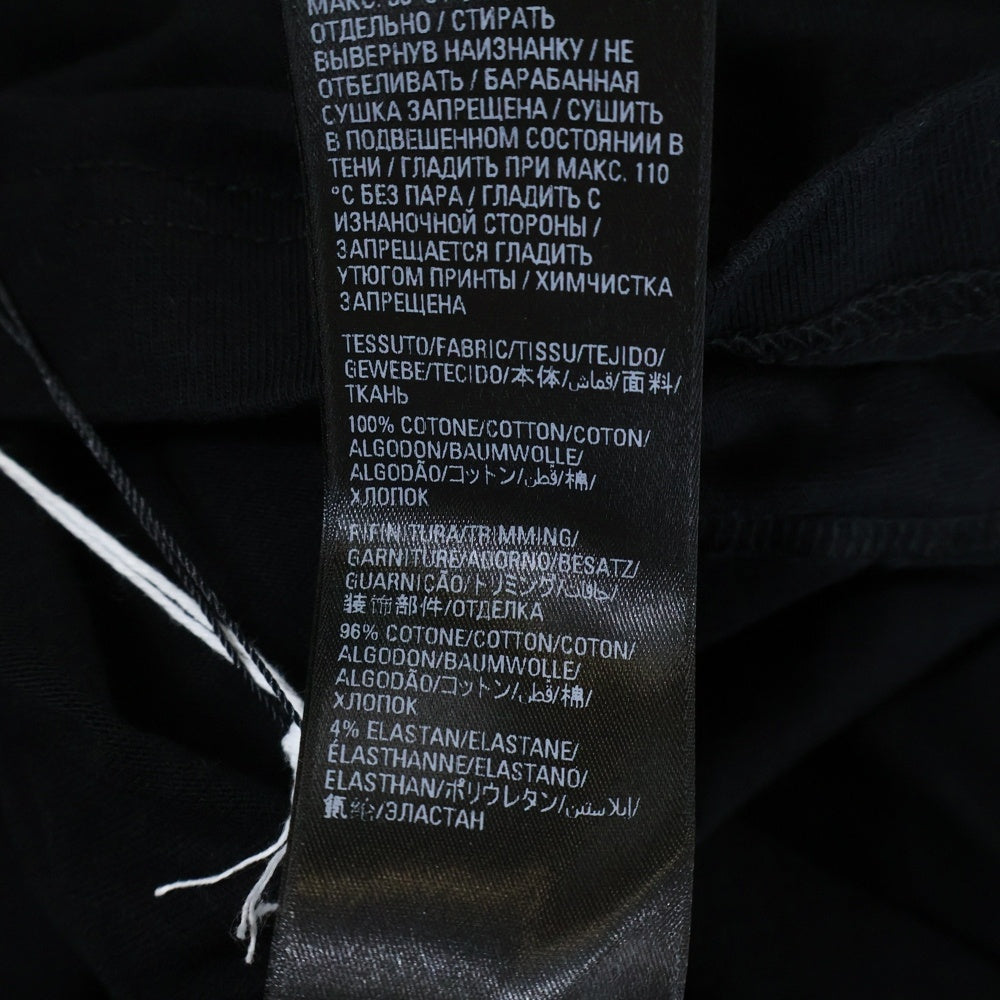 МАКС.
ОТДЕЛЬНО / СТИРАТЬ
ВЫВЕРНУВ НАИЗНАНКУ / НЕ
ОТБЕЛИВАТЬ / БАРАБАННАЯ
СУШКА ЗАПРЕЩЕНА / СУШИТЬ
В ПОДВЕШЕННОМ СОСТОЯНИИ В
ТЕНИ / ГЛАДИТЬ ПРИ МАКС. 110
°С БЕЗ ПАРА / ГЛАДИТЬ С
ИЗНАНОЧНОЙ СТОРОНЫ /
ЗАПРЕЩАЕТСЯ ГЛАДИТЬ
УТЮГОМ ПРИНТЫ / ХИМЧИСТКА
ЗАПРЕЩЕНА
TESSUTO/FABRIC/TISSU/TEJIDO/
GEWEBE/TECIDO/本体/قماش/面料/
ТКАНЬ
100% COTONE/COTTON/COTON/
ALGODON/BAUMWOLLE/
ALGODÃO/コットン/قطن/棉/
ХЛОПОК
RIFINITURA/TRIMMING/
GARNITURE/ADORNO/BESATZ/
GUARNIÇÃO/トリミング/
装饰部件/ОТДЕЛКА
96% COTONE/COTTON/COTON/
ALGODON/BAUMWOLLE/
ALGODÃO/コットン/قطن/棉/
ХЛОПОК
4% ELASTAN/ELASTANE/
ÉLASTHANNE/ELASTANO/
ELASTHAN/ポリウレタン/إيلاستين/
氨纶/ЭЛАСТАН